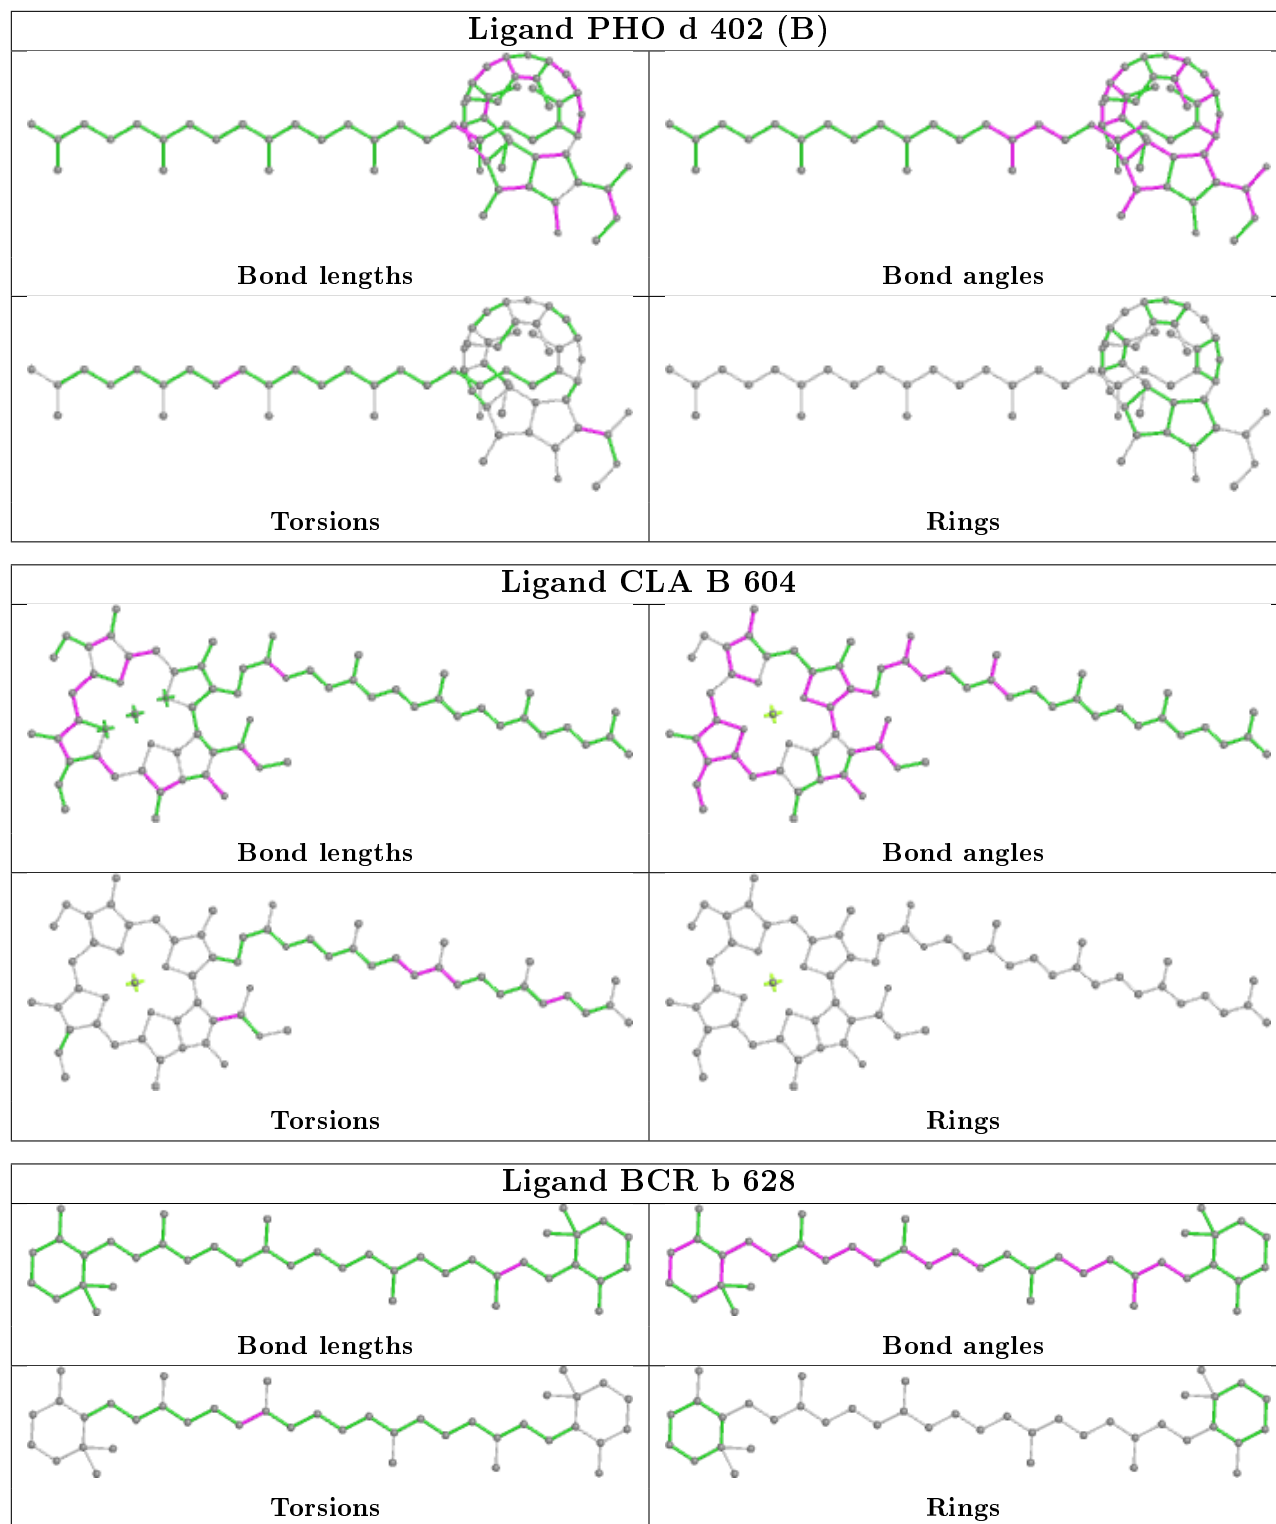 Ligand PHO d 402 (B)
Bond lengths
Bond angles
Torsions
Rings
Ligand CLA B 604
Bond lengths
Bond angles
Torsions
Rings
Ligand BCR b 628
Bond lengths
Bond angles
Torsions
Rings